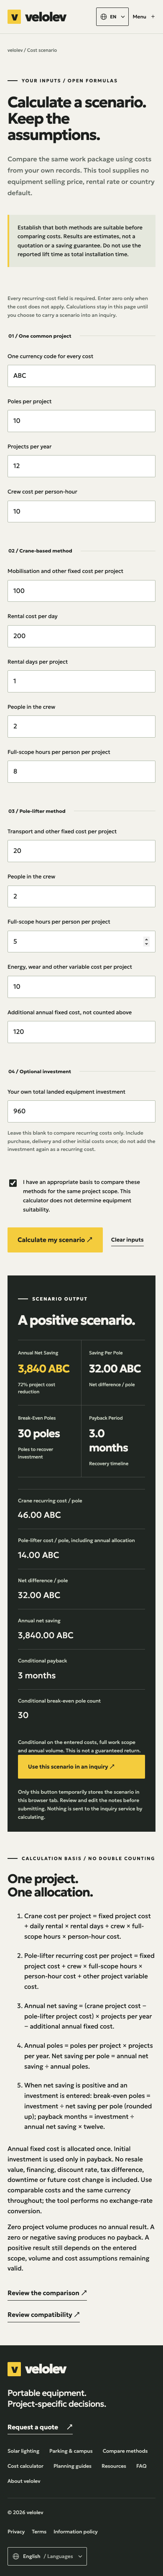 velolev
EN
Menu +
velolev / Cost scenario
YOUR INPUTS / OPEN FORMULAS
Calculate a scenario.
Keep the
assumptions.
Compare the same work package using costs
from your own records. This tool supplies no
equipment selling price, rental rate or country
default.
Establish that both methods are suitable before
comparing costs. Results are estimates, not a
quotation or a saving guarantee. Do not use the
reported lift time as total installation time.
Every recurring-cost field is required. Enter zero only when
the cost does not apply. Calculations stay in this page until
you choose to carry a scenario into an inquiry.
01 / One common project
One currency code for every cost
ABC
Poles per project
10
Projects per year
12
Crew cost per person-hour
10
02 / Crane-based method
Mobilisation and other fixed cost per project
100
Rental cost per day
200
Rental days per project
1
People in the crew
2
Full-scope hours per person per project
8
03 / Pole-lifter method
Transport and other fixed cost per project
20
People in the crew
2
Full-scope hours per person per project
5
Energy, wear and other variable cost per project
10
Additional annual fixed cost, not counted above
120
04 / Optional investment
Your own total landed equipment investment
960
Leave this blank to compare recurring costs only. Include
purchase, delivery and other initial costs once; do not add the
investment again as a recurring cost.
I have an appropriate basis to compare these
methods for the same project scope. This
calculator does not determine equipment
suitability.
Calculate my scenario ↗
Clear inputs
SCENARIO OUTPUT
A positive scenario.
Annual Net Saving
3,840 ABC
72% project cost
reduction
Saving Per Pole
32.00 ABC
Net difference / pole
Break-Even Poles
30 poles
Poles to recover
investment
Payback Period
3.0
months
Recovery timeline
Crane recurring cost / pole
46.00 ABC
Pole-lifter cost / pole, including annual allocation
14.00 ABC
Net difference / pole
32.00 ABC
Annual net saving
3,840.00 ABC
Conditional payback
3 months
Conditional break-even pole count
30
Conditional on the entered costs, full work scope
and annual volume. This is not a guaranteed return.
Use this scenario in an inquiry ↗
Only this button temporarily stores the scenario in
this browser tab. Review and edit the notes before
submitting. Nothing is sent to the inquiry service by
calculating.
CALCULATION BASIS / NO DOUBLE COUNTING
One project.
One allocation.
1. Crane cost per project = fixed project cost
+ daily rental × rental days + crew × full-
scope hours × person-hour cost.
2. Pole-lifter recurring cost per project = fixed
project cost + crew × full-scope hours ×
person-hour cost + other project variable
cost.
3. Annual net saving = (crane project cost −
pole-lifter project cost) × projects per year
− additional annual fixed cost.
4. Annual poles = poles per project × projects
per year. Net saving per pole = annual net
saving ÷ annual poles.
5. When net saving is positive and an
investment is entered: break-even poles =
investment ÷ net saving per pole (rounded
up); payback months = investment ÷
annual net saving × twelve.
Annual fixed cost is allocated once. Initial
investment is used only in payback. No resale
value, financing, discount rate, tax difference,
downtime or future cost change is included. Use
comparable costs and the same currency
throughout; the tool performs no exchange-rate
conversion.
Zero project volume produces no annual result. A
zero or negative saving produces no payback. A
positive result still depends on the entered
scope, volume and cost assumptions remaining
valid.
Review the comparison ↗
Review compatibility ↗
velolev
Portable equipment.
Project-specific decisions.
Request a quote ↗
Solar lighting Parking & campus Compare methods
Cost calculator Planning guides Resources FAQ
About velolev
© 2026 velolev
Privacy Terms Information policy
English / Languages